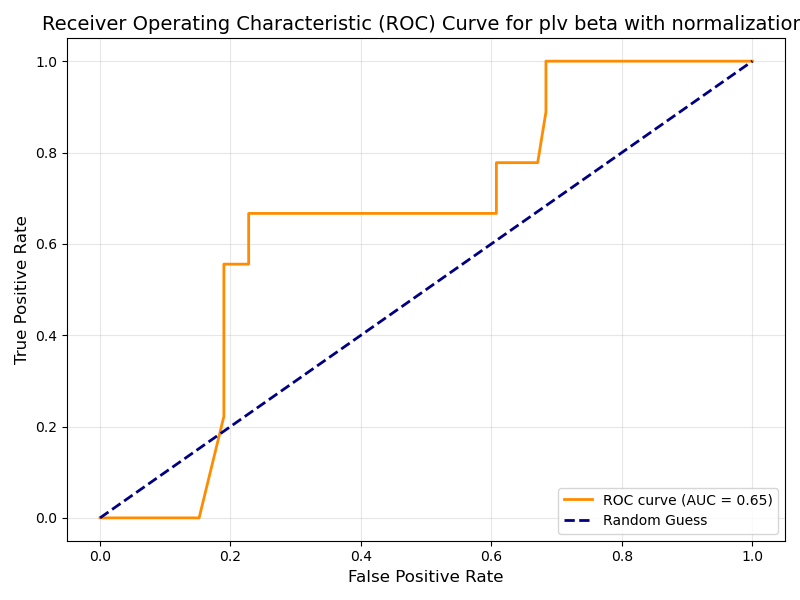 Receiver Operating Characteristic (ROC) Curve for plv beta with normalization
1.0
0.8
0.6
0.4
0.2
0.0
True Positive Rate
0.0 0.2 0.4 0.6 0.8 1.0
False Positive Rate
ROC curve (AUC = 0.65)
Random Guess